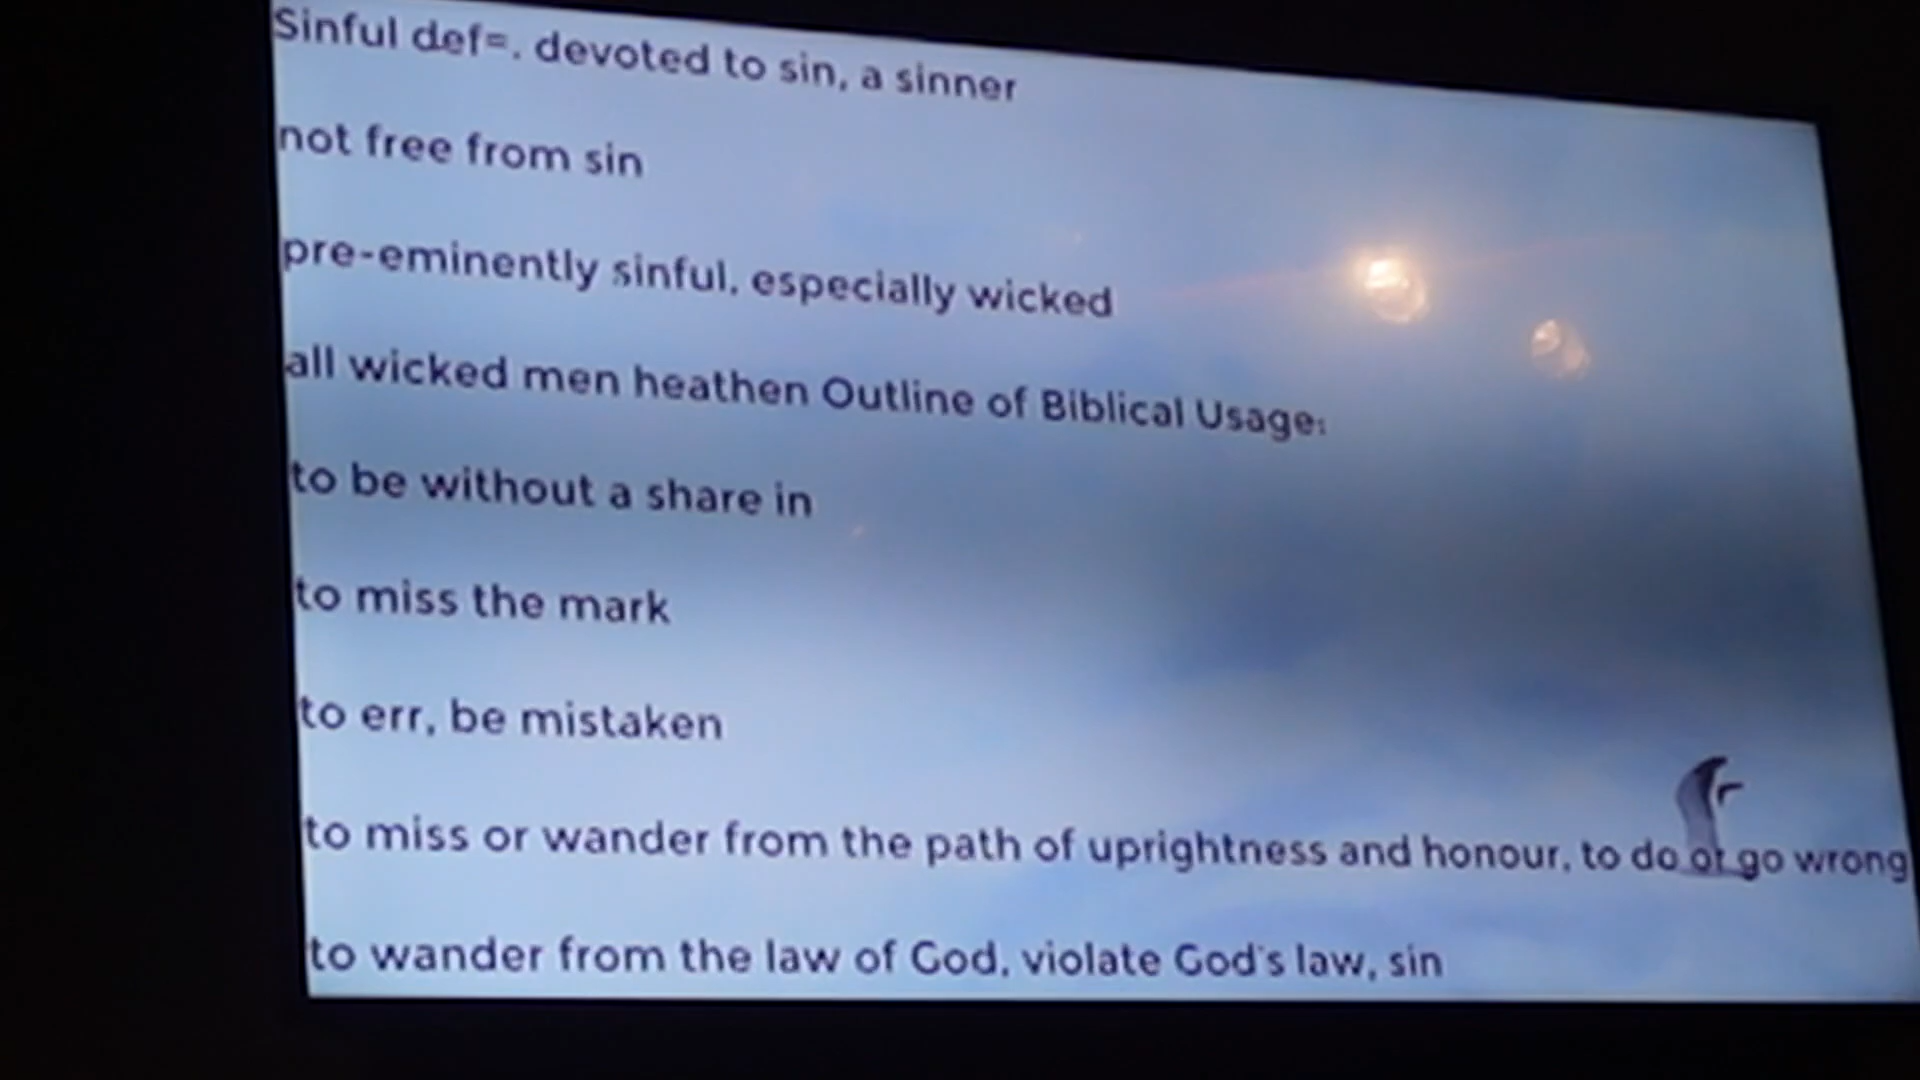 Sinful def=. devoted to sin, a sinner
not free from sin
pre-eminently sinful, especially wicked
all wicked men heathen Outline of Biblical Usage:
to be without a share in
to miss the mark
to err, be mistaken
to miss or wander from the path of uprightness and honour, to do or go wrong
to wander from the law of God, violate God's law, sin